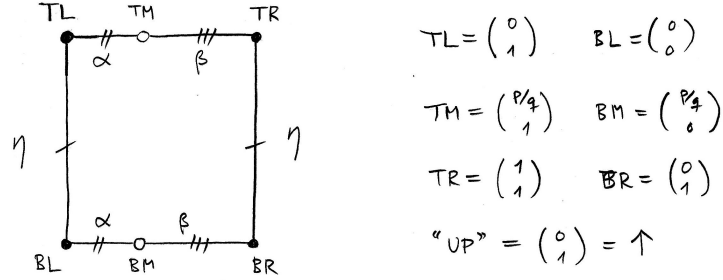 TL TM TR
α β
η η
α β
BL BM BR
TL = (0 1) BL = (0 0)
TM = (p/q 1) BM = (p/q 0)
TR = (1 1) BR = (0 1)
"UP" = (0 1) = ↑